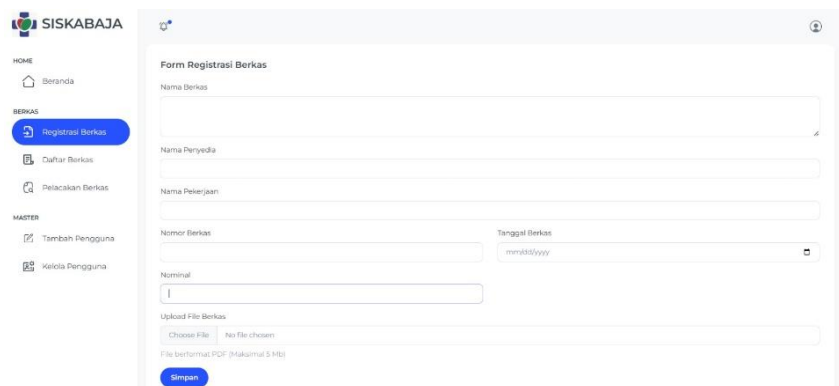 SISKABAJA
HOME
Beranda
BERKAS
Registrasi Berkas
Daftar Berkas
Pelacakan Berkas
MASTER
Tambah Pengguna
Kelola Pengguna
Form Registrasi Berkas
Nama Berkas
Nama Penyedia
Nama Pekerjaan
Nomor Berkas
Tanggal Berkas
mm/dd/yyyy
Nominal
Upload File Berkas
Choose File No file chosen
File berformat PDF (Maksimal 5 Mb)
Simpan